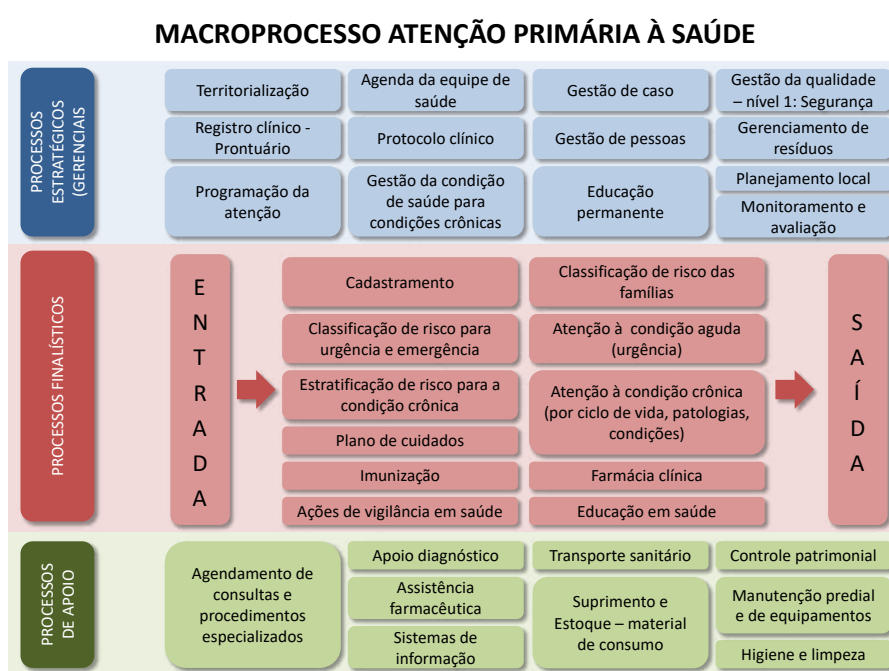 MACROPROCESSO ATENÇÃO PRIMÁRIA À SAÚDE
PROCESSOS
ESTRATÉGICOS
(GERENCIAIS
Territorialização
Agenda da equipe de
saúde
Gestão de caso
Gestão da qualidade
– nível 1: Segurança
Registro clínico -
Prontuário
Protocolo clínico
Gestão de pessoas
Gerenciamento de
resíduos
Programação da
atenção
Gestão da condição
de saúde para
condições crônicas
Educação
permanente
Planejamento local
Monitoramento e
avaliação
PROCESSOS FINALÍSTICOS
E
N
T
R
A
D
A
Cadastramento
Classificação de risco das
famílias
Classificação de risco para
urgência e emergência
Atenção à condição aguda
(urgência)
Estratificação de risco para a
condição crônica
Atenção à condição crônica
(por ciclo de vida, patologias,
condições)
Plano de cuidados
Imunização
Farmácia clínica
Ações de vigilância em saúde
Educação em saúde
S
A
Í
D
A
PROCESSOS
DE APOIO
Agendamento de
consultas e
procedimentos
especializados
Apoio diagnóstico
Transporte sanitário
Controle patrimonial
Assistência
farmacêutica
Suprimento e
Estoque – material
de consumo
Manutenção predial
e de equipamentos
Sistemas de
informação
Higiene e limpeza